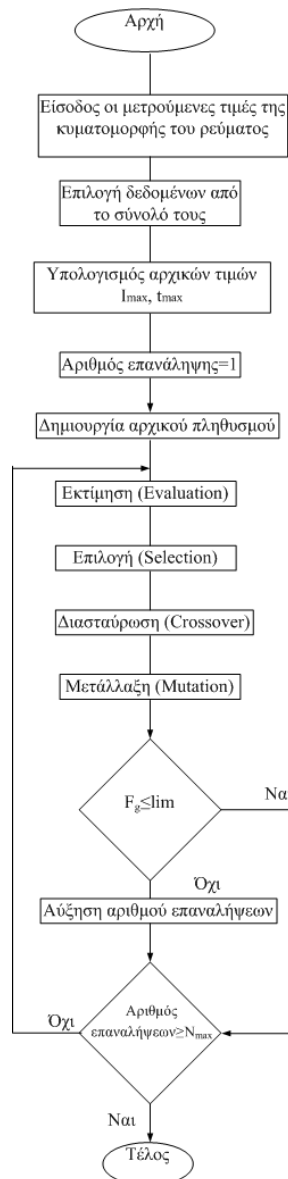 Αρχή
Είσοδος οι μετρούμενες τιμές της
κυματομορφής του ρεύματος
Επιλογή δεδομένων από
το σύνολό τους
Υπολογισμός αρχικών τιμών
Imax, tmax
Αριθμός επανάληψης=1
Δημιουργία αρχικού πληθυσμού
Εκτίμηση (Evaluation)
Επιλογή (Selection)
Διασταύρωση (Crossover)
Μετάλλαξη (Mutation)
Fg≤lim
Ναι
Όχι
Αύξηση αριθμού επαναλήψεων
Αριθμός
επαναλήψεων≥Nmax
Όχι
Ναι
Τέλος